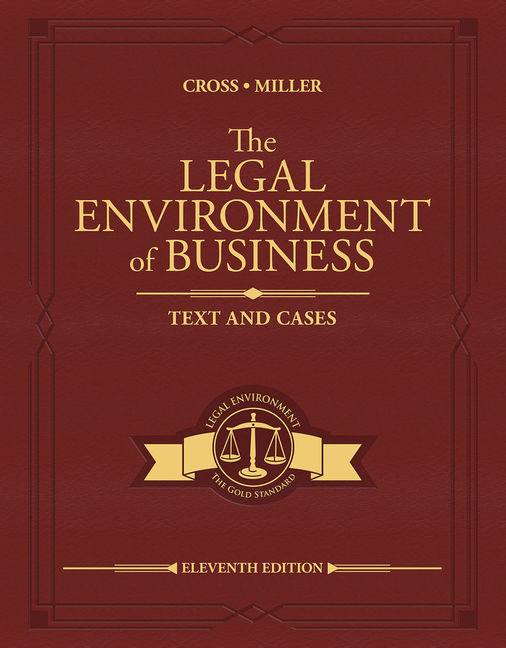 CROSS • MILLER
The
LEGAL
ENVIRONMENT
of BUSINESS
TEXT AND CASES
LEGAL ENVIRONMENT
THE GOLD STANDARD
ELEVENTH EDITION